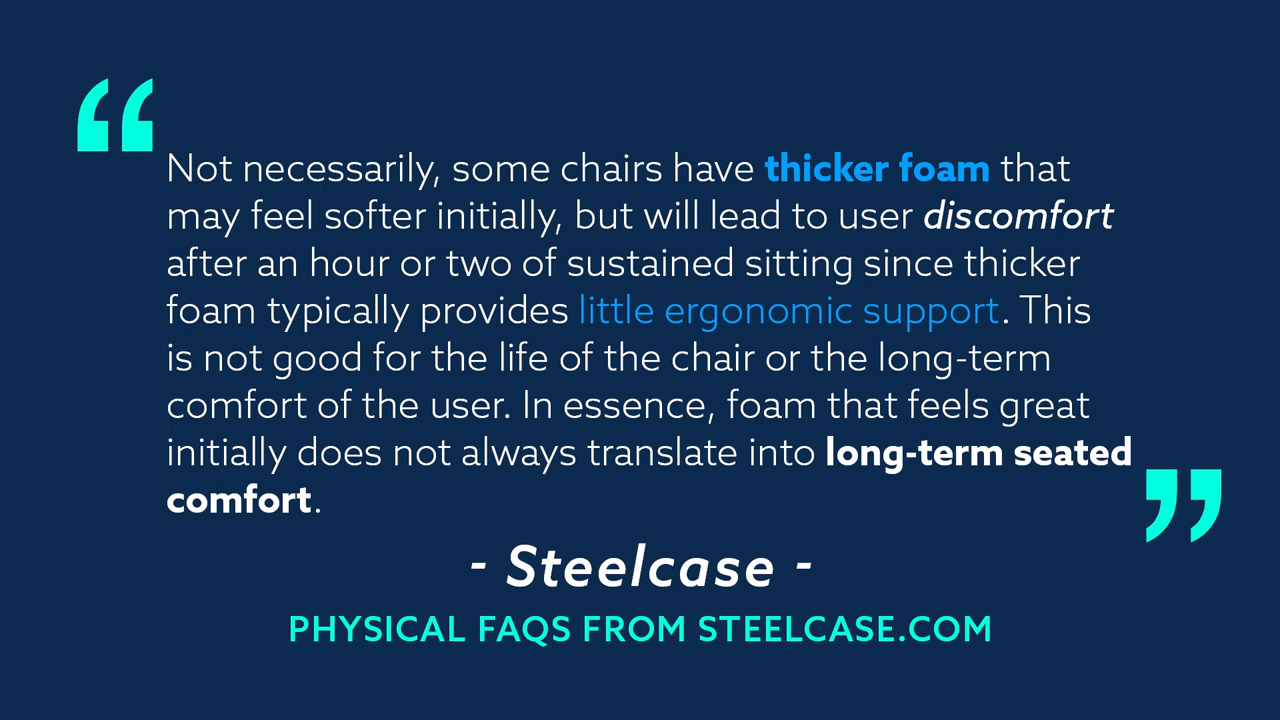 “
Not necessarily, some chairs have thicker foam that
may feel softer initially, but will lead to user discomfort
after an hour or two of sustained sitting since thicker
foam typically provides little ergonomic support. This
is not good for the life of the chair or the long-term
comfort of the user. In essence, foam that feels great
initially does not always translate into long-term seated
comfort.
”
- Steelcase -
PHYSICAL FAQS FROM STEELCASE.COM